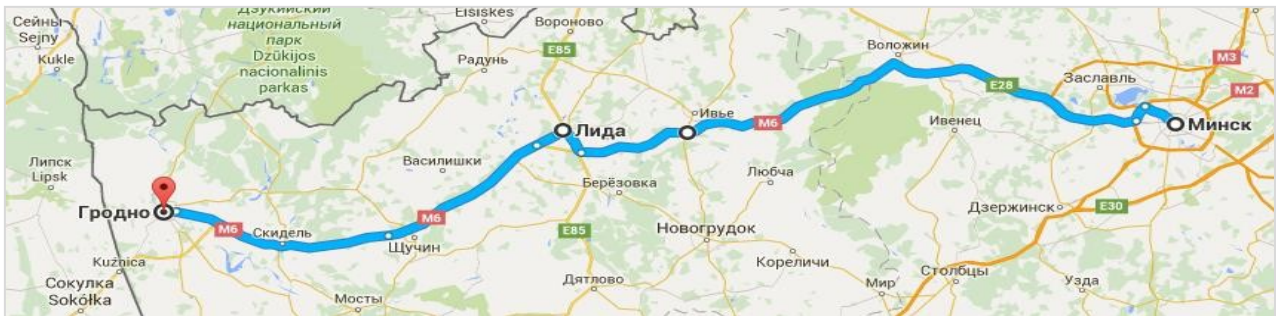 Сейны
Sejny
Kukle
Дзукийский
национальный
парк
Dzūkijos
nacionalinis
parkas
Eisiskes
Вороново
E85
Радунь
Воложин
E28
Заславль
M3
M2
Ивье
M6
Лида
Минск
Ивенец
Липск
Lipsk
Василишки
Берёзовка
Любча
Гродно
M6
M6
Скидель
Щучин
E85
Новогрудок
Дзержинск
E30
Kuźnica
Сокулка
Sokółka
Мосты
Дятлово
Кореличи
Мир
Столбцы
Узда